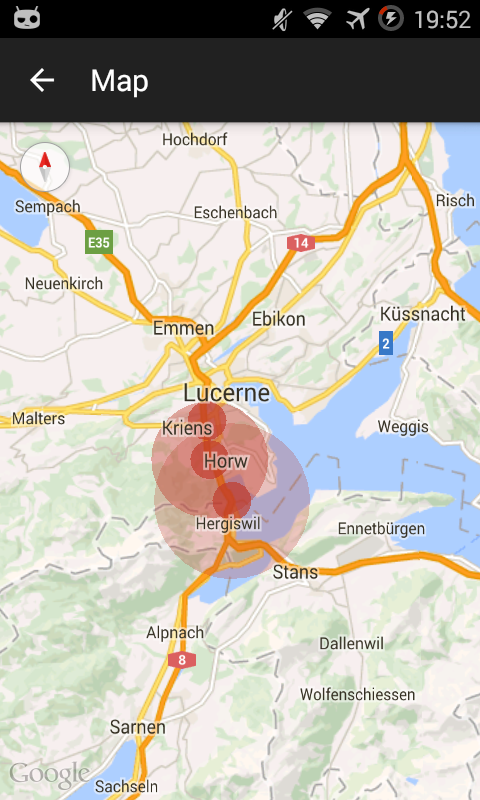 19:52
Map
Hochdorf
Sempach
Risch
Eschenbach
E35
14
Neuenkirch
Küssnacht
Ebikon
Emmen
2
Lucerne
Malters
Kriens
Weggis
Horw
Hergiswil
Ennetbürgen
Stans
Alpnach
Dallenwil
8
Wolfenschiessen
Sarnen
Google
Sachseln